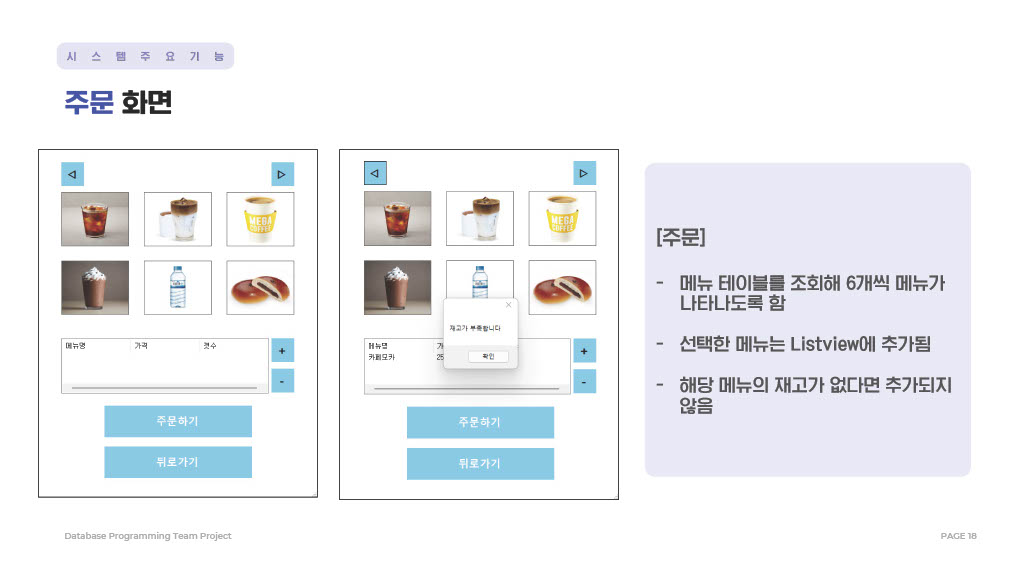 시 스 템 주 요 기 능
주문 화면
MEGA
COFFEE
메뉴명 가격 갯수
+
-
주문하기
뒤로가기
MEGA
COFFEE
재고가 부족합니다
확인
메뉴명
카페모카 25
+
-
주문하기
뒤로가기
[주문]
- 메뉴 테이블를 조회해 6개씩 메뉴가
나타나도록 함
- 선택한 메뉴는 Listview에 추가됨
- 해당 메뉴의 재고가 없다면 추가되지
않음
Database Programming Team Project
PAGE 18